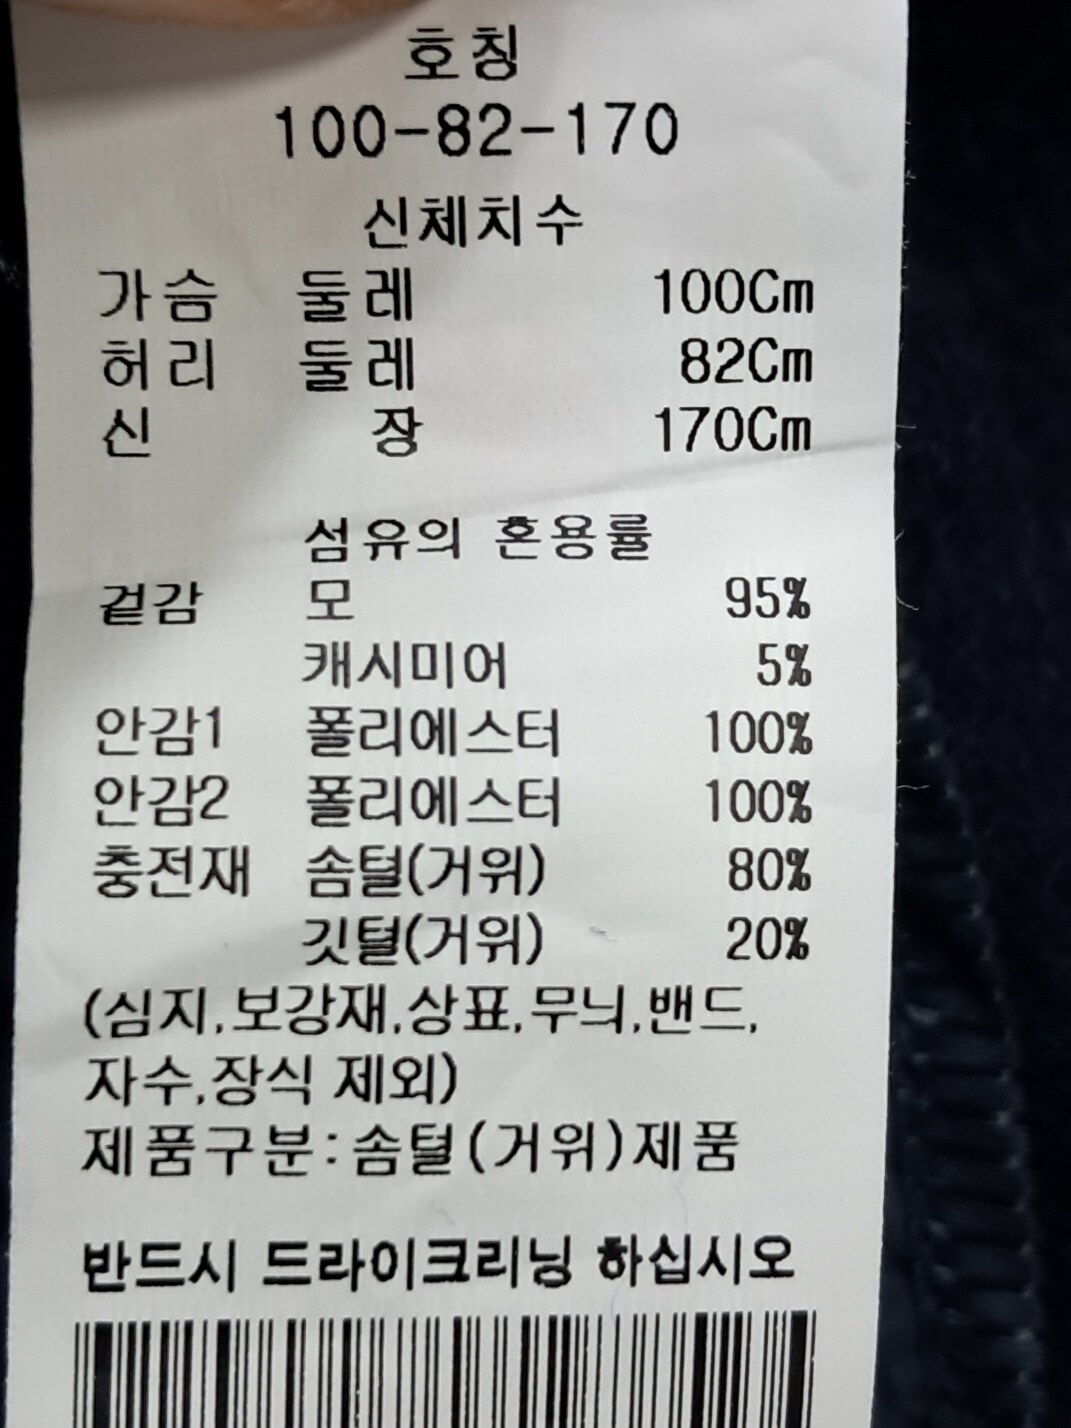 호칭
100-82-170
신체치수
가슴 둘레 100Cm
허리 둘레 82Cm
신 장 170Cm
섬유의 혼용률
겉감 모 95%
캐시미어 5%
안감1 폴리에스터 100%
안감2 폴리에스터 100%
충전재 솜털(거위) 80%
깃털(거위) 20%
(심지,보강재,상표,무늬,밴드,
자수,장식 제외)
제품구분:솜털(거위)제품
반드시 드라이크리닝 하십시오